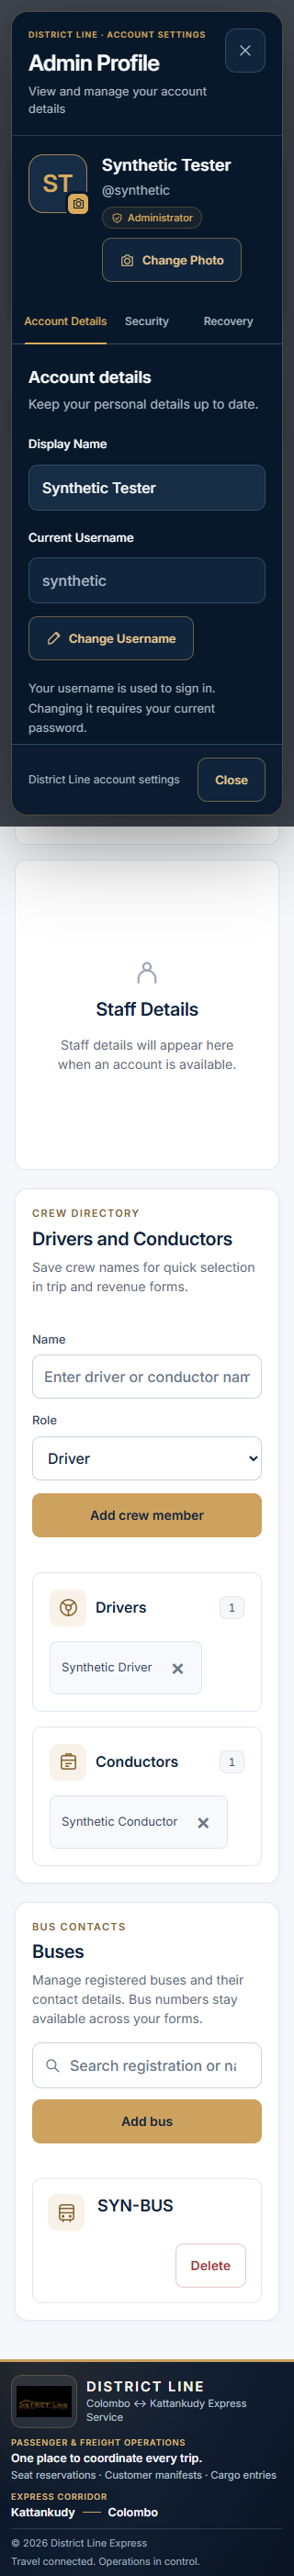 DISTRICT LINE · ACCOUNT SETTINGS
Admin Profile
View and manage your account
details
ST
Synthetic Tester
@synthetic
Administrator
Change Photo
Account Details
Security
Recovery
Account details
Keep your personal details up to date.
Display Name
Synthetic Tester
Current Username
synthetic
Change Username
Your username is used to sign in.
Changing it requires your current
password.
District Line account settings
Close
Staff Details
Staff details will appear here
when an account is available.
CREW DIRECTORY
Drivers and Conductors
Save crew names for quick selection
in trip and revenue forms.
Name
Enter driver or conductor nam
Role
Driver
Add crew member
Drivers
1
Synthetic Driver
Conductors
1
Synthetic Conductor
BUS CONTACTS
Buses
Manage registered buses and their
contact details. Bus numbers stay
available across your forms.
Search registration or na
Add bus
SYN-BUS
Delete
DISTRICT LINE
DISTRICT LINE
Colombo ↔ Kattankudy Express
Service
PASSENGER & FREIGHT OPERATIONS
One place to coordinate every trip.
Seat reservations · Customer manifests · Cargo entries
EXPRESS CORRIDOR
Kattankudy — Colombo
© 2026 District Line Express
Travel connected. Operations in control.